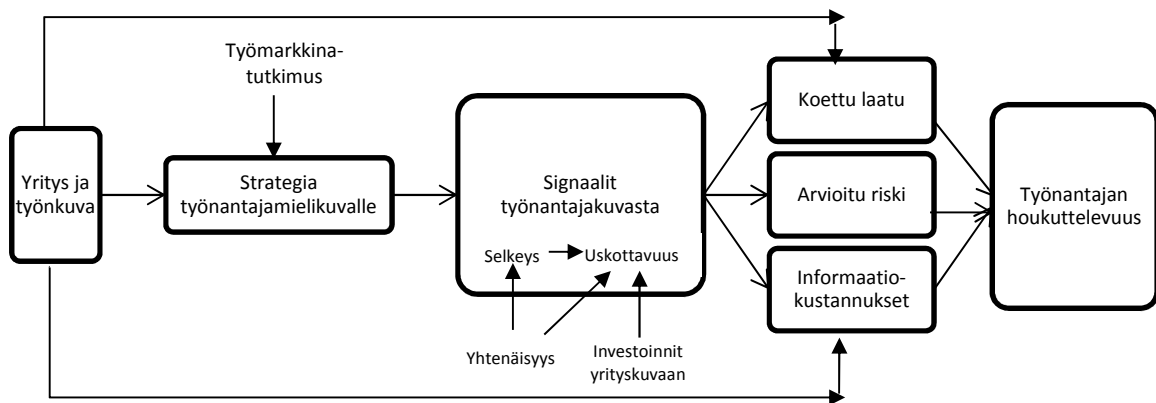 Työmarkkina-
tutkimus
Yritys ja
työnkuva
Strategia
työnantajamielikuvalle
Signaalit
työnantajakuvasta
Selkeys
Uskottavuus
Yhtenäisyys
Investoinnit
yrityskuvaan
Koettu laatu
Arvioitu riski
Informaatio-
kustannukset
Työnantajan
houkuttelevuus